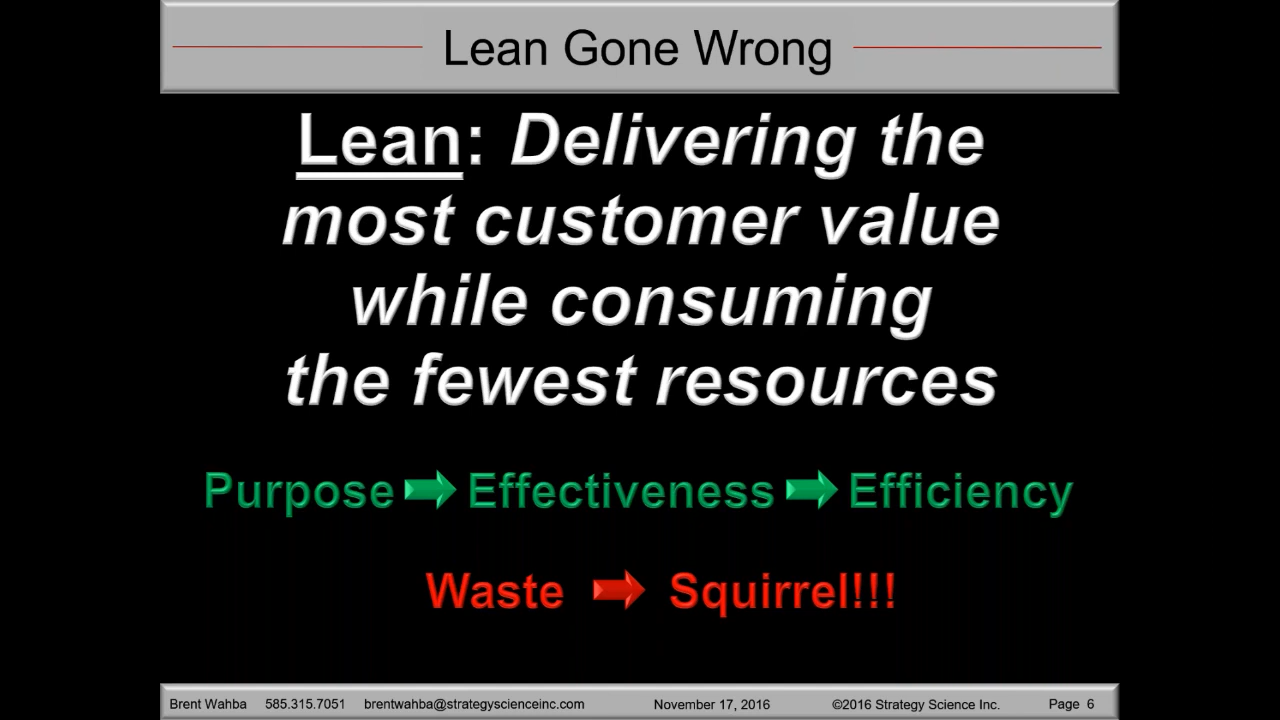 Lean Gone Wrong
Lean: Delivering the
most customer value
while consuming
the fewest resources
Purpose Effectiveness Efficiency
Waste Squirrel!!!
Brent Wahba 585.315.7051 brentwahba@strategyscienceinc.com November 17, 2016 ©2016 Strategy Science Inc. Page 6